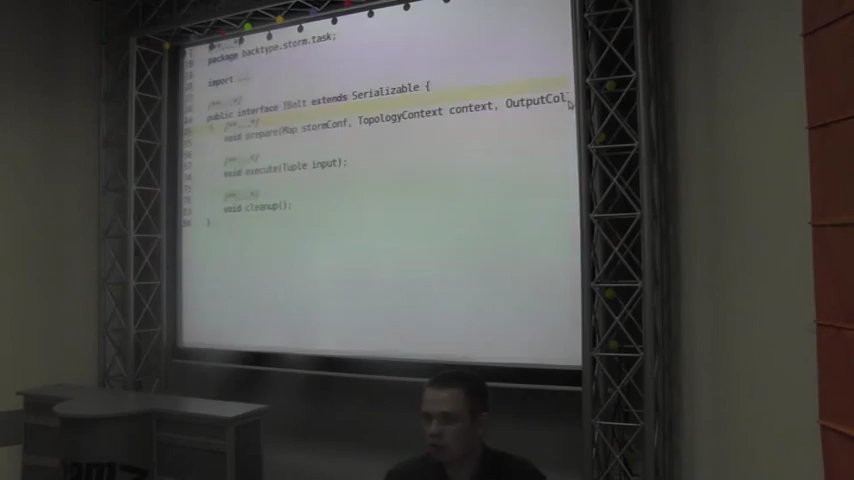 package backtype.storm.task;
import ...
/**...*/
public interface IBolt extends Serializable {
/**...*/
void prepare(Map stormConf, TopologyContext context, OutputCol
/**...*/
void execute(Tuple input);
/**...*/
void cleanup();
}